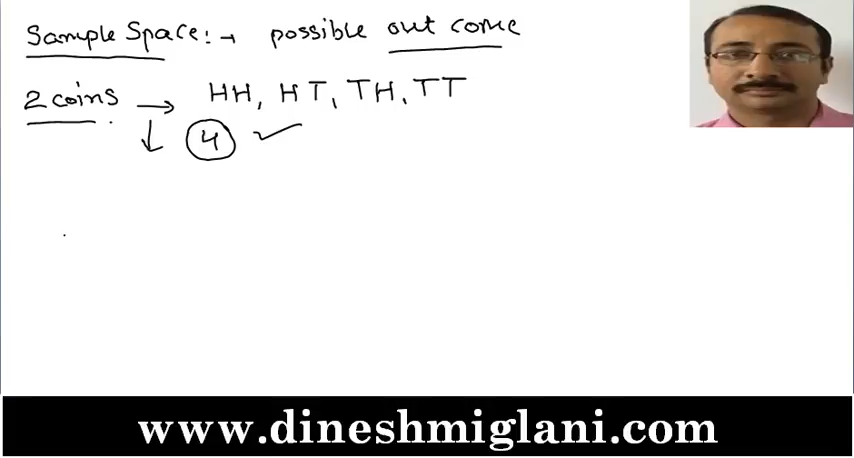 Sample Space:→ possible out come
2 coins → HH, HT, TH, TT
↓ 4 ✓
www.dineshmiglani.com